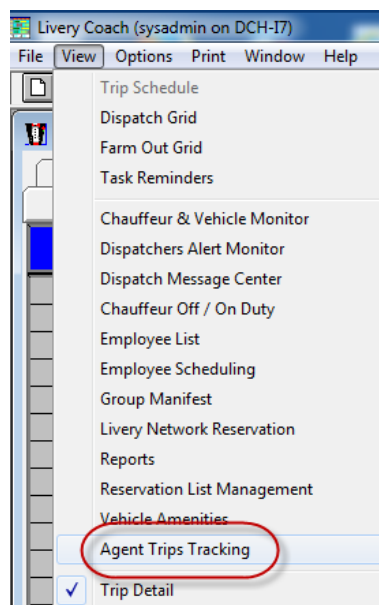 Livery Coach (sysadmin on DCH-I7)
File View Options Print Window Help
Trip Schedule
Dispatch Grid
Farm Out Grid
Task Reminders
Chauffeur & Vehicle Monitor
Dispatchers Alert Monitor
Dispatch Message Center
Chauffeur Off / On Duty
Employee List
Employee Scheduling
Group Manifest
Livery Network Reservation
Reports
Reservation List Management
Vehicle Amenities
Agent Trips Tracking
Trip Detail